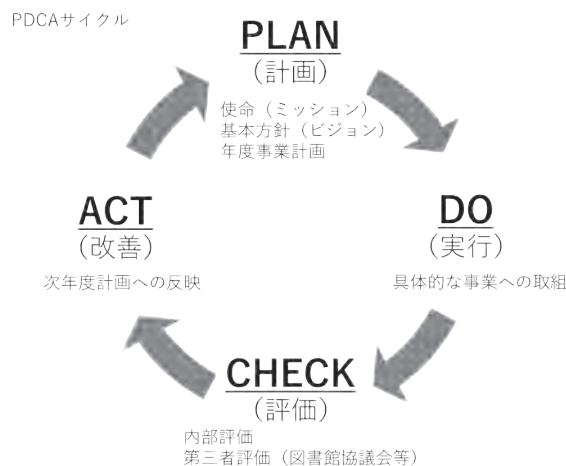 PDCAサイクル
PLAN
(計画)
使命(ミッション)
基本方針(ビジョン)
年度事業計画
DO
(実行)
具体的な事業への取組
CHECK
(評価)
内部評価
第三者評価(図書館協議会等)
ACT
(改善)
次年度計画への反映